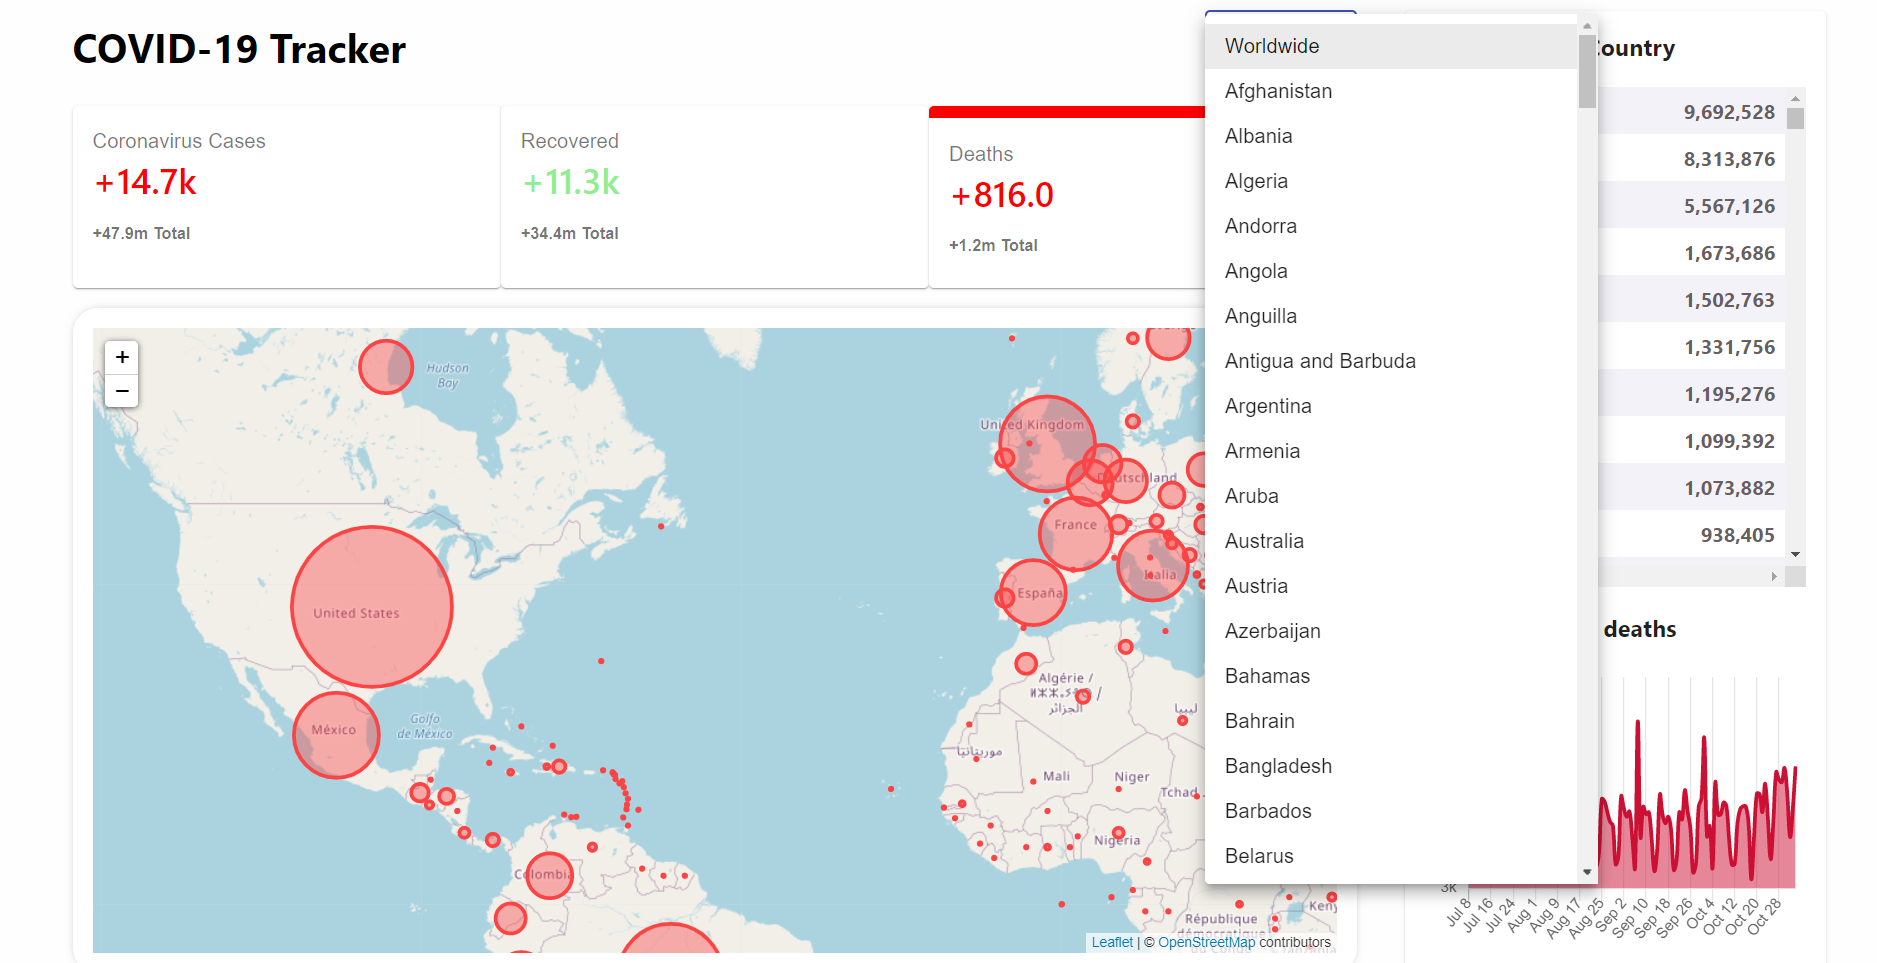 COVID-19 Tracker
Coronavirus Cases
+14.7k
+47.9m Total
Recovered
+11.3k
+34.4m Total
Deaths
+816.0
+1.2m Total
Worldwide
Afghanistan
Albania
Algeria
Andorra
Angola
Anguilla
Antigua and Barbuda
Argentina
Armenia
Aruba
Australia
Austria
Azerbaijan
Bahamas
Bahrain
Bangladesh
Barbados
Belarus
Country
9,692,528
8,313,876
5,567,126
1,673,686
1,502,763
1,331,756
1,195,276
1,099,392
1,073,882
938,405
deaths
3k
Jul 8
Jul 16
Jul 24
Aug 1
Aug 9
Aug 17
Aug 25
Sep 2
Sep 10
Sep 18
Sep 26
Oct 4
Oct 12
Oct 20
Oct 28
+
−
Hudson
Bay
United Kingdom
Deutschland
France
Italia
España
United States
México
Golfo
de México
Algérie /
الجزائر
ليبيا
موريتانيا
Mali
Niger
Tchad
Nigeria
Colombia
République
démocratique
Leaflet | © OpenStreetMap contributors